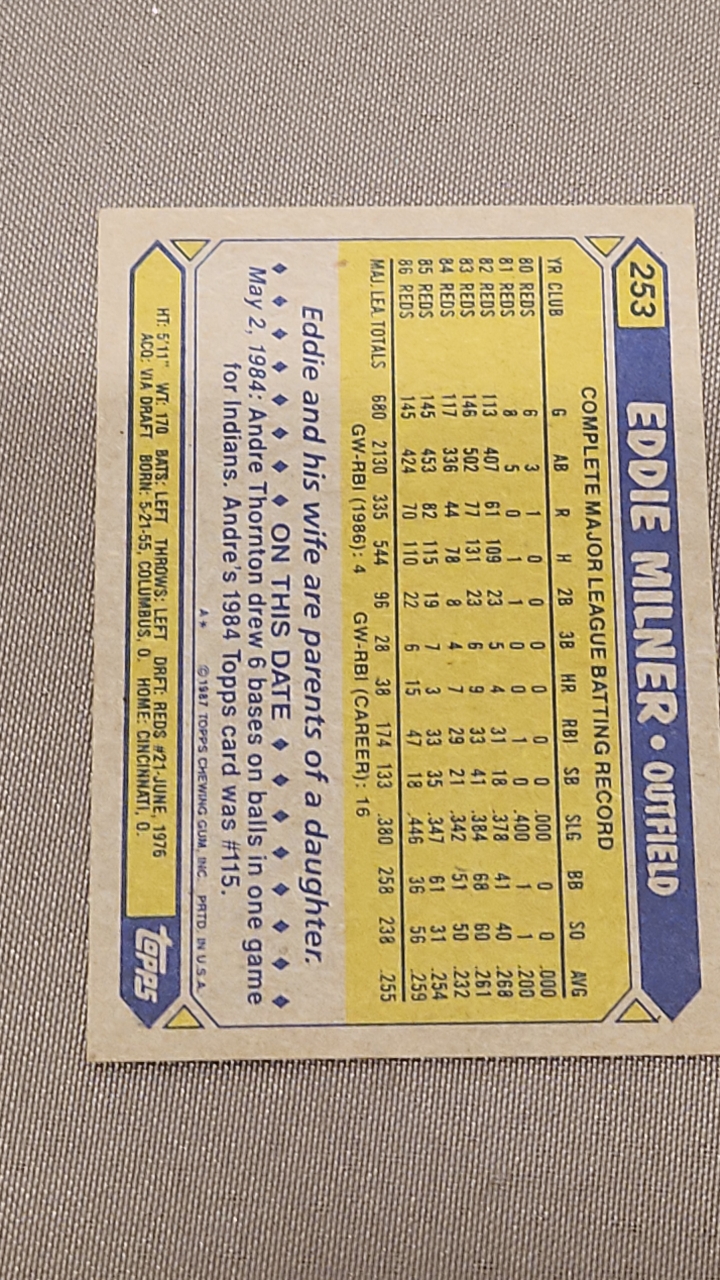 253 EDDIE MILNER • OUTFIELD
COMPLETE MAJOR LEAGUE BATTING RECORD
YR CLUB G AB R H 2B 3B HR RBI SB SLG BB SO AVG
80 REDS 6 3 1 0 0 0 0 0 0 .000 0 0 .000
81 REDS 8 5 0 1 1 0 0 1 0 .400 1 1 .200
82 REDS 113 407 61 109 23 5 4 31 18 .378 41 40 .268
83 REDS 146 502 77 131 23 6 9 33 41 .384 68 60 .261
84 REDS 117 336 44 78 8 4 7 29 21 .342 51 50 .232
85 REDS 145 453 82 115 19 7 3 33 35 .347 61 31 .254
86 REDS 145 424 70 110 22 6 15 47 18 .446 36 56 .259
MAJ. LEA. TOTALS 680 2130 335 544 96 28 38 174 133 .380 258 238 .255
GW-RBI (1986): 4 GW-RBI (CAREER): 16
Eddie and his wife are parents of a daughter.
♦ ♦ ♦ ♦ ♦ ♦ ♦ ♦ ON THIS DATE ♦ ♦ ♦ ♦ ♦ ♦ ♦ ♦
May 2, 1984: Andre Thornton drew 6 bases on balls in one game
for Indians. Andre's 1984 Topps card was #115.
A* © 1987 TOPPS CHEWING GUM, INC. PRTD. IN U.S.A.
HT: 5'11" WT: 170 BATS: LEFT THROWS: LEFT DRFT: REDS #21-JUNE, 1976
ACQ: VIA DRAFT BORN: 5-21-55, COLUMBUS, O. HOME: CINCINNATI, O.
topps